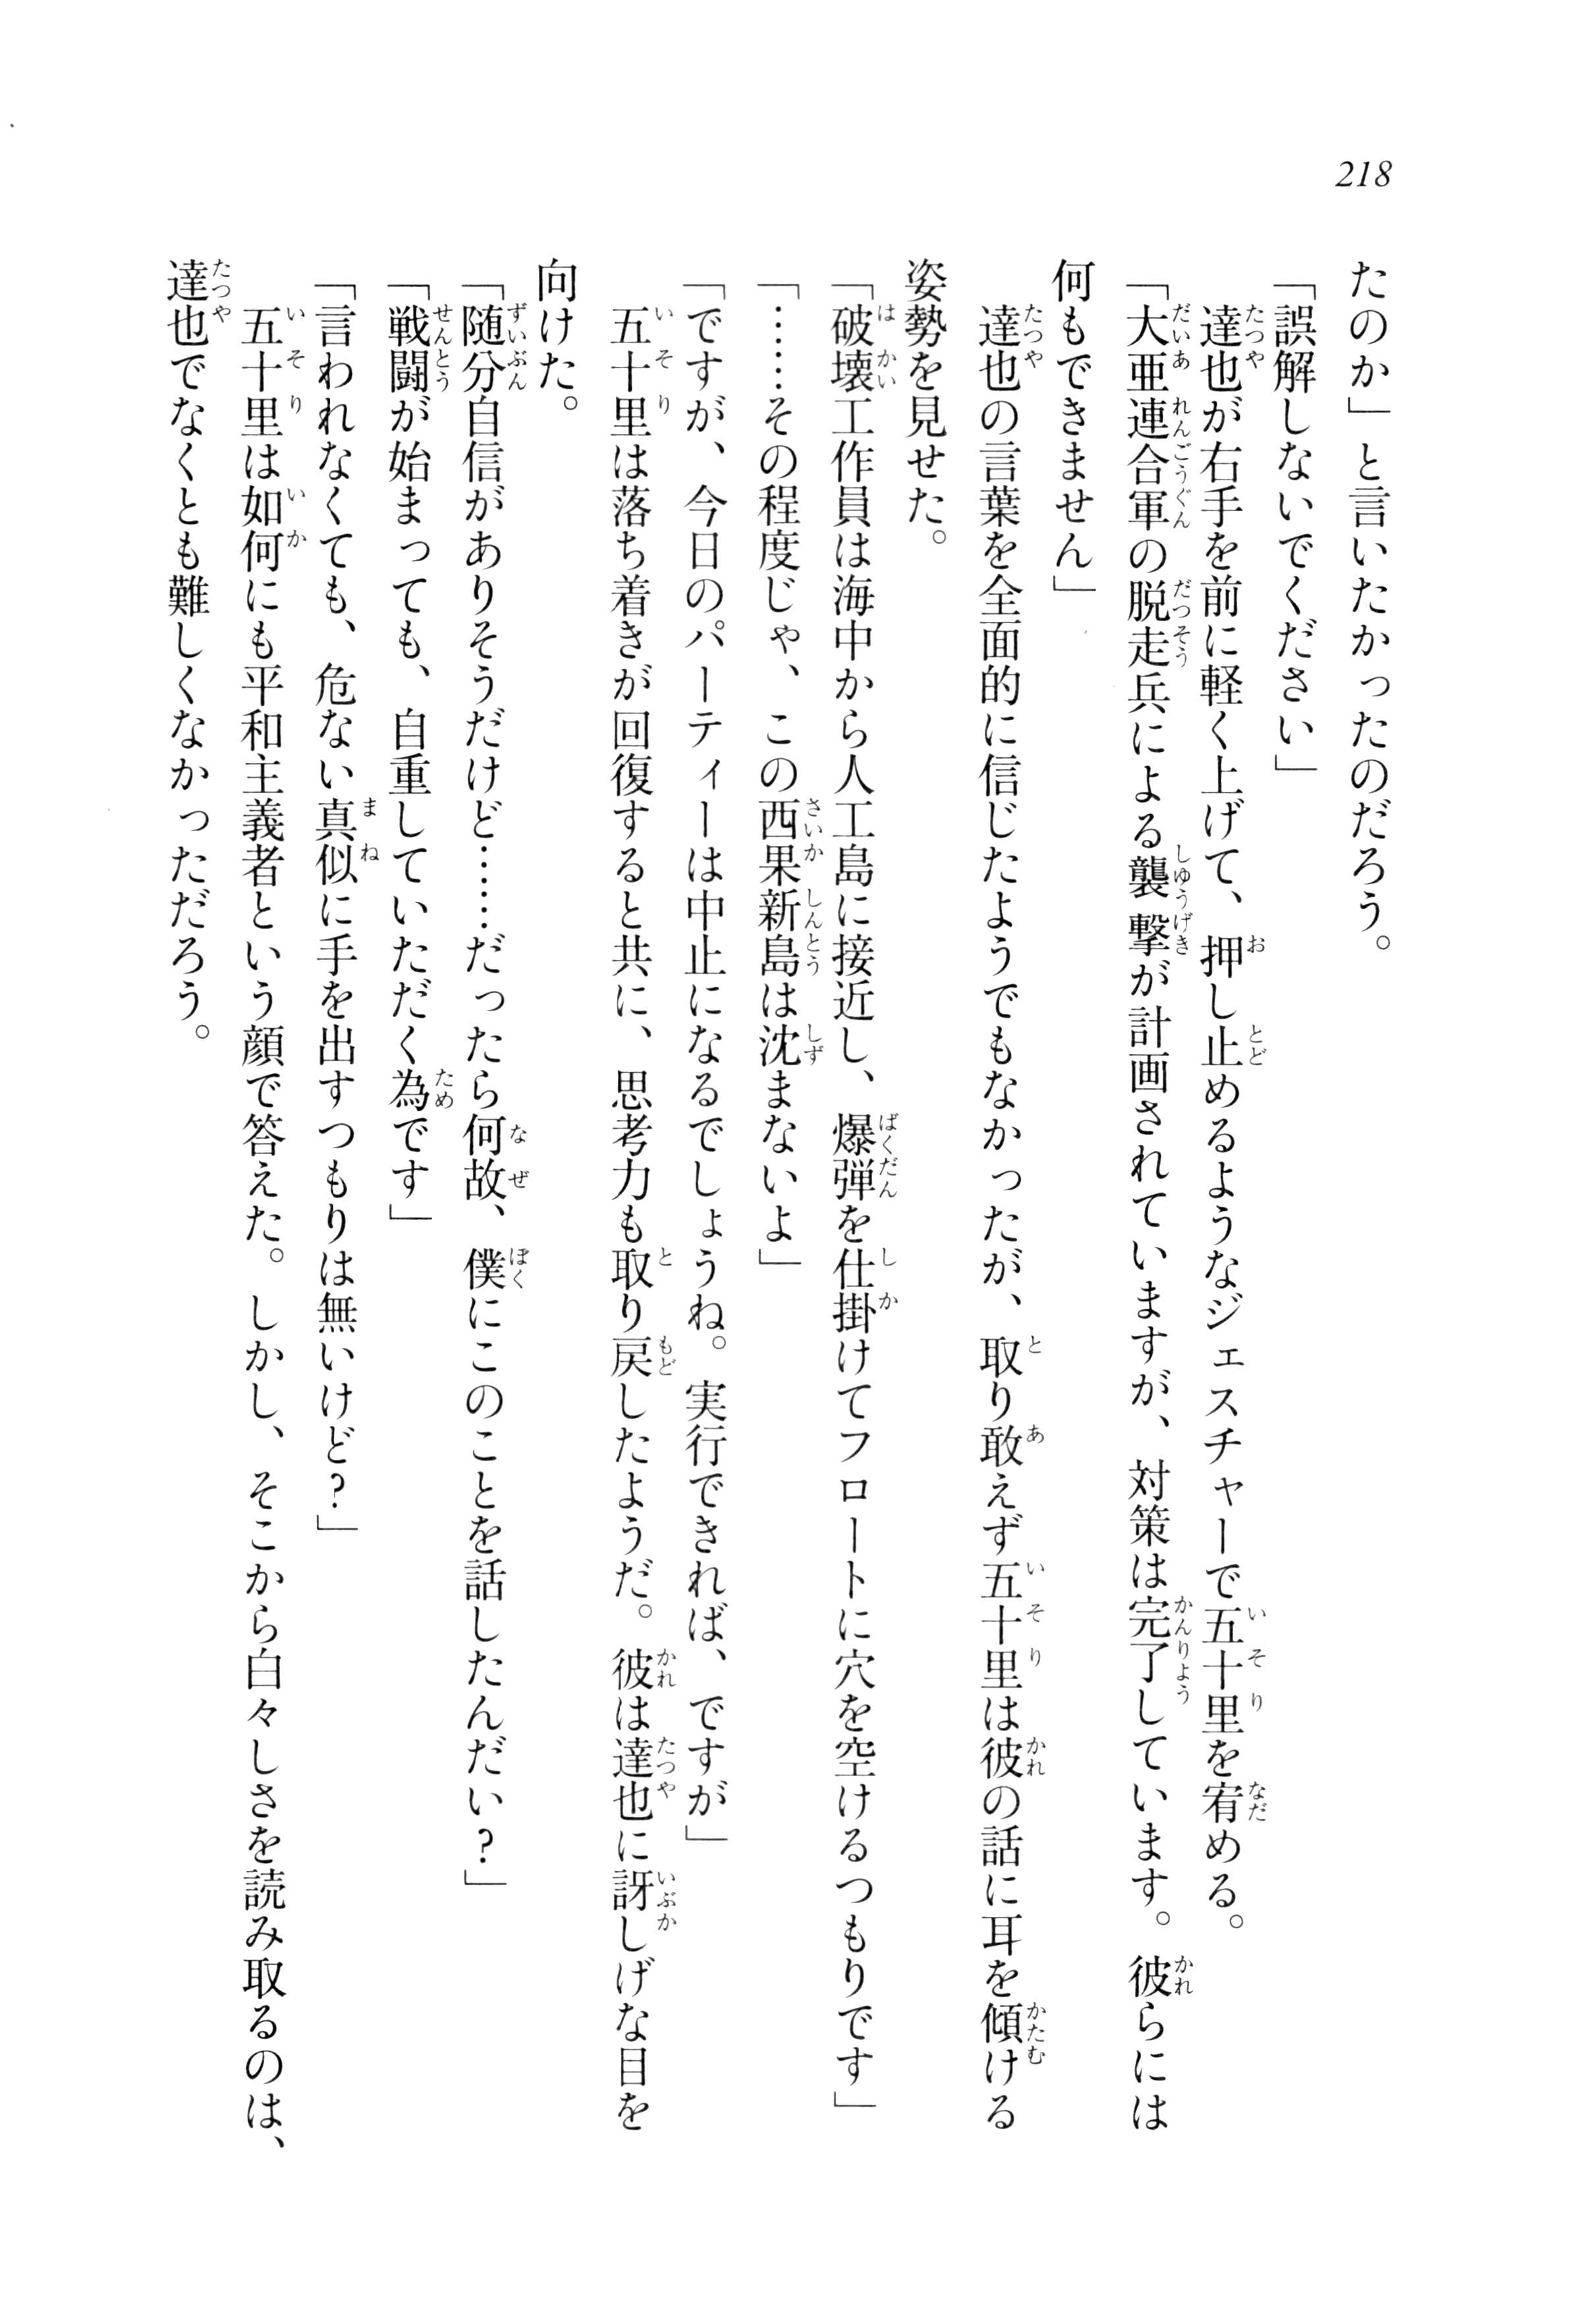 218
たのか」と言いたかったのだろう。
「誤解しないでください」
達也が右手を前に軽く上げて、押し止めるようなジェスチャーで五十里を宥める。
「大亜連合軍の脱走兵による襲撃が計画されていますが、対策は完了しています。彼らには
何もできません」
達也の言葉を全面的に信じたようでもなかったが、取り敢えず五十里は彼の話に耳を傾ける
姿勢を見せた。
「破壊工作員は海中から人工島に接近し、爆弾を仕掛けてフロートに穴を空けるつもりです」
「……その程度じゃ、この西果新島は沈まないよ」
「ですが、今日のパーティーは中止になるでしょうね。実行できれば、ですが」
五十里は落ち着きが回復すると共に、思考力も取り戻したようだ。彼は達也に訝しげな目を
向けた。
「随分自信がありそうだけど……だったら何故、僕にこのことを話したんだい？」
「戦闘が始まっても、自重していただく為です」
「言われなくても、危ない真似に手を出すつもりは無いけど？」
五十里は如何にも平和主義者という顔で答えた。しかし、そこから白々しさを読み取るのは、
達也でなくとも難しくなかっただろう。